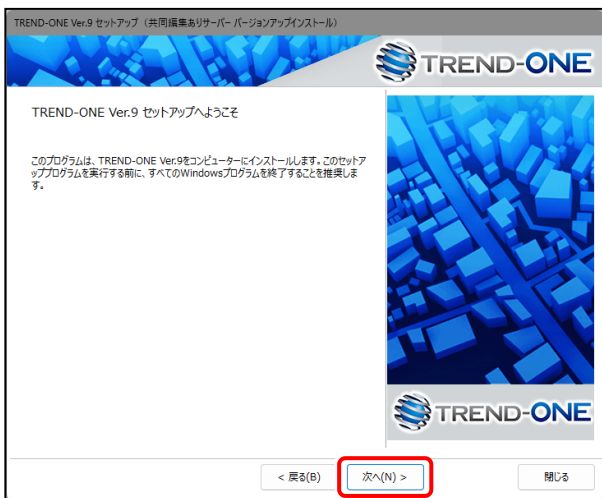 TREND-ONE Ver.9 セットアップ（共同編集ありサーバー バージョンアップインストール）
TREND-ONE
TREND-ONE Ver.9 セットアップへようこそ
このプログラムは、TREND-ONE Ver.9をコンピューターにインストールします。このセットア
ッププログラムを実行する前に、すべてのWindowsプログラムを終了することを推奨しま
す。
TREND-ONE
< 戻る(B)
次へ(N) >
閉じる